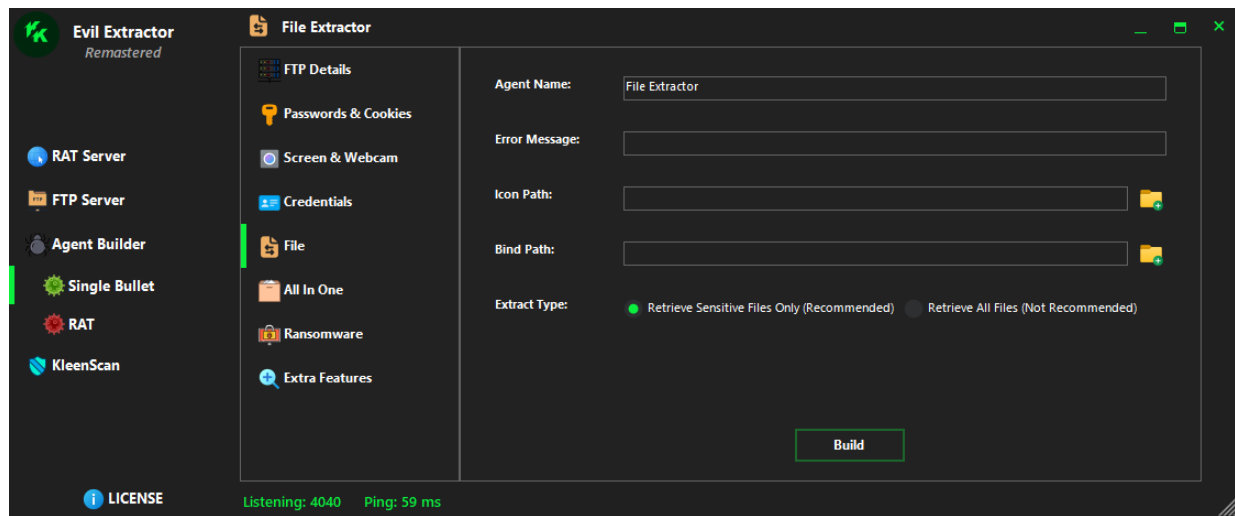 Evil Extractor
Remastered
RAT Server
FTP Server
Agent Builder
Single Bullet
RAT
KleenScan
LICENSE
File Extractor
FTP Details
Passwords & Cookies
Screen & Webcam
Credentials
File
All In One
Ransomware
Extra Features
Agent Name: File Extractor
Error Message:
Icon Path:
Bind Path:
Extract Type: Retrieve Sensitive Files Only (Recommended) Retrieve All Files (Not Recommended)
Build
Listening: 4040 Ping: 59 ms